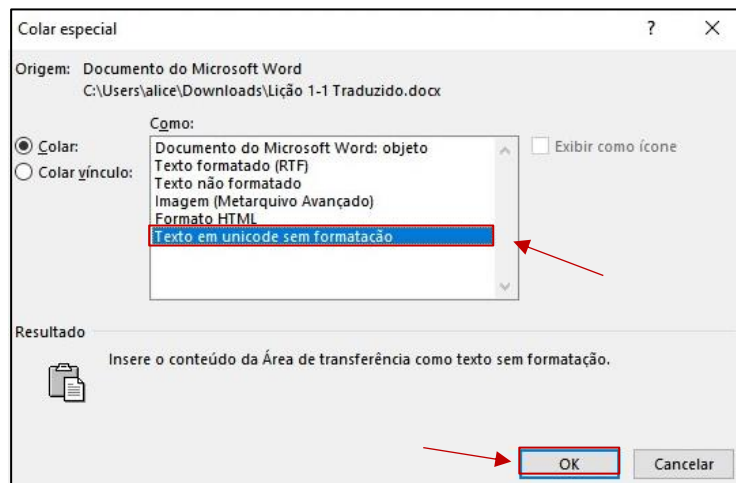 Colar especial ? X
Origem: Documento do Microsoft Word
C:\Users\alice\Downloads\Lição 1-1 Traduzido.docx
Como:
Colar:
Colar vínculo:
Documento do Microsoft Word: objeto
Texto formatado (RTF)
Texto não formatado
Imagem (Metarquivo Avançado)
Formato HTML
Texto em unicode sem formatação
Exibir como ícone
Resultado
Insere o conteúdo da Área de transferência como texto sem formatação.
OK
Cancelar